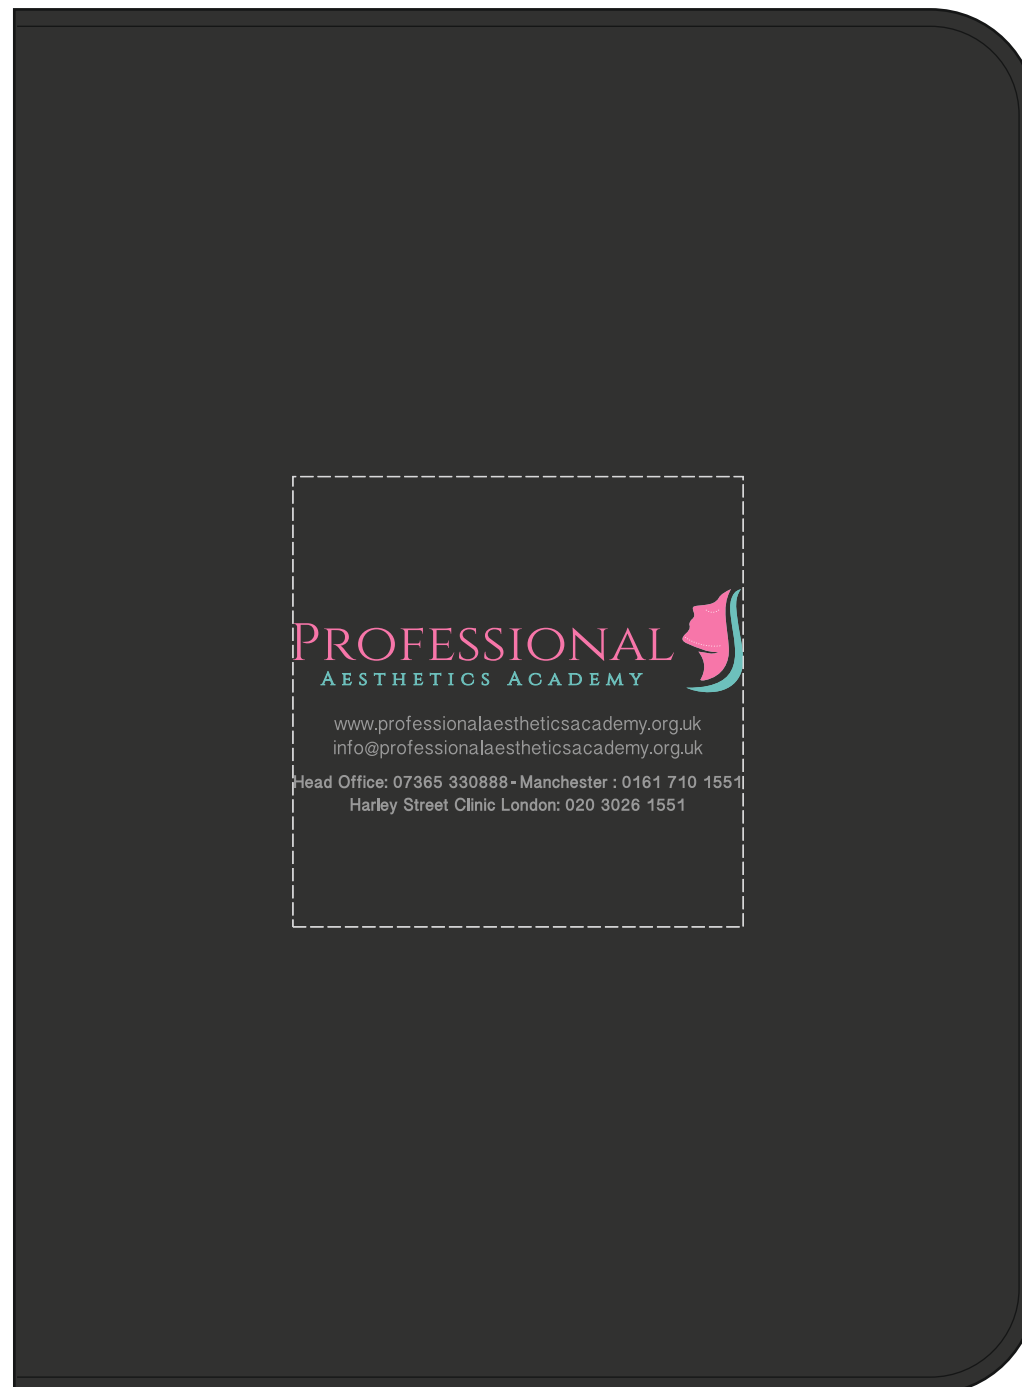 PROFESSIONAL
AESTHETICS ACADEMY
www.professionalaestheticsacademy.org.uk
info@professionalaestheticsacademy.org.uk
Head Office: 07365 330888 - Manchester : 0161 710 1551
Harley Street Clinic London: 020 3026 1551